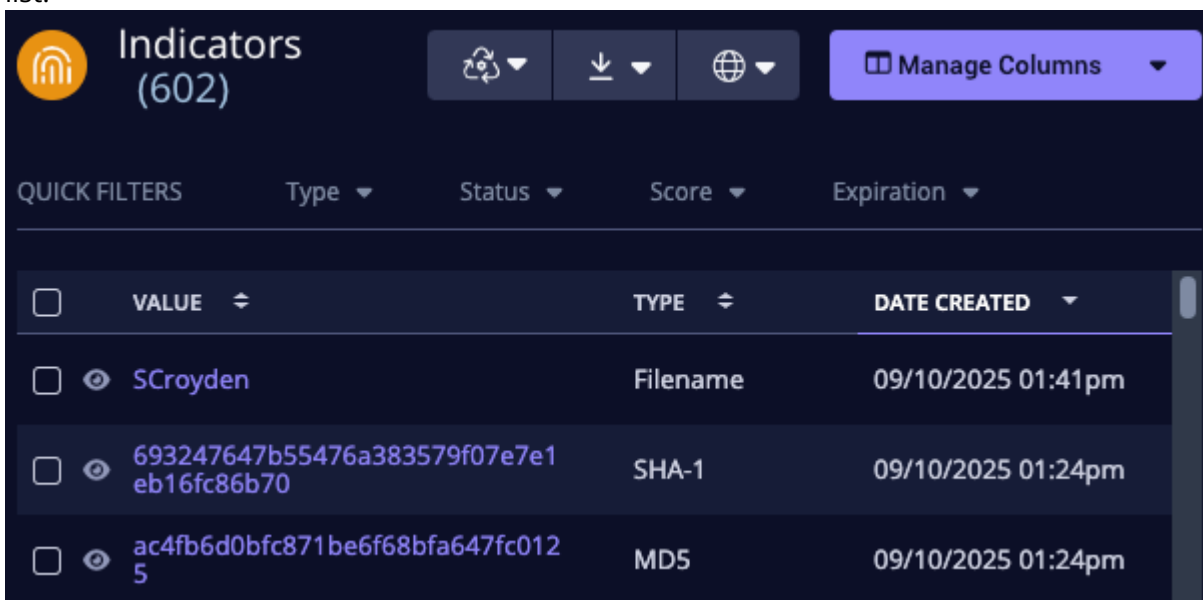 Indicators
(602)
Manage Columns
QUICK FILTERS Type Status Score Expiration
VALUE TYPE DATE CREATED
SCroyden Filename 09/10/2025 01:41pm
693247647b55476a383579f07e7e1
eb16fc86b70 SHA-1 09/10/2025 01:24pm
ac4fb6d0bfc871be6f68bfa647fc012
5 MD5 09/10/2025 01:24pm